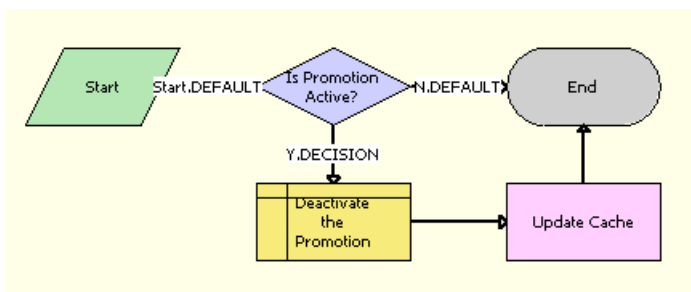 Start
Start.DEFAULT
Is Promotion
Active?
N.DEFAULT
End
Y.DECISION
Deactivate
the
Promotion
Update Cache